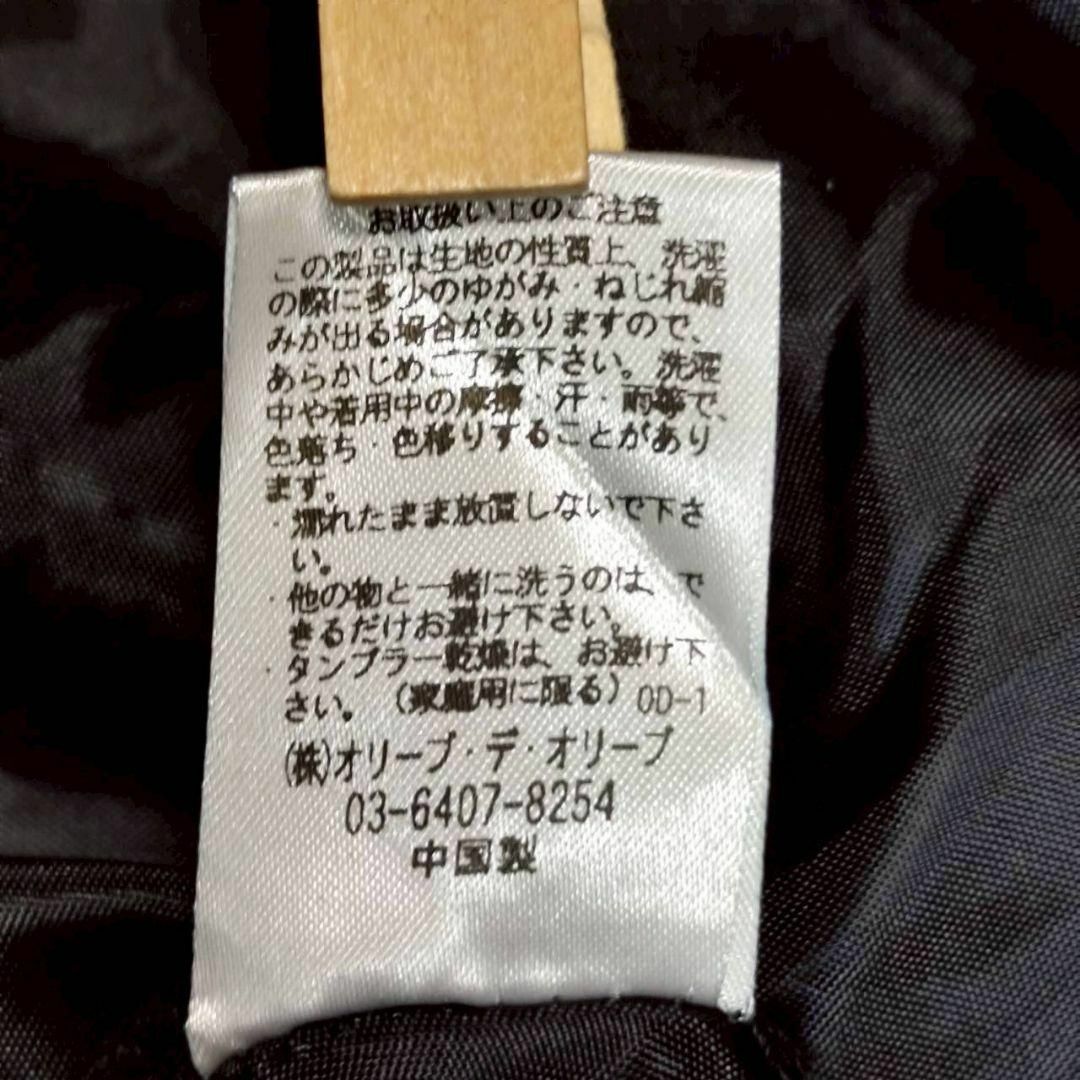 お取扱い上のご注意
この製品は生地の性質上、洗濯
の際に多少のゆがみ・ねじれ縮
みが出る場合がありますので、
あらかじめご了承下さい。洗濯
中や着用中の摩擦・汗・雨等で、
色落ち・色移りすることがあり
ます。
・濡れたまま放置しないで下さ
い。
・他の物と一緒に洗うのは、で
きるだけお避け下さい。
・タンブラー乾燥は、お避け下
さい。（家庭用に限る）OD-1
(株)オリーブ・デ・オリーブ
03-6407-8254
中国製